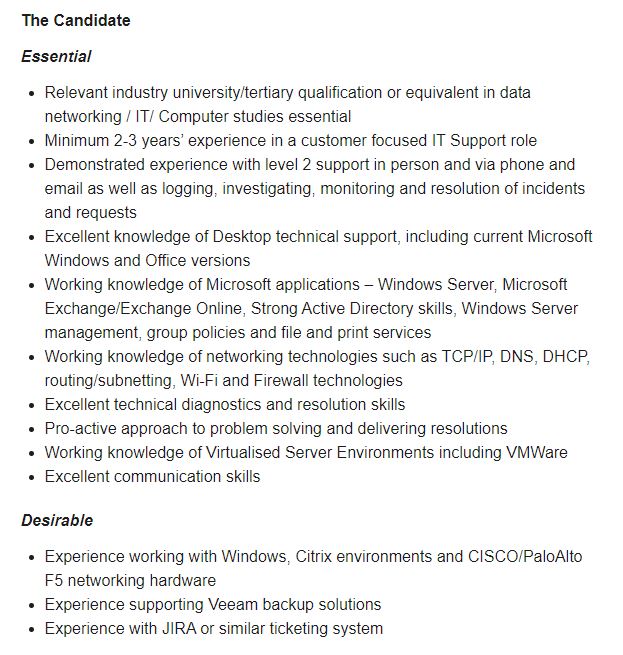 The Candidate
Essential
• Relevant industry university/tertiary qualification or equivalent in data
networking / IT/ Computer studies essential
• Minimum 2-3 years’ experience in a customer focused IT Support role
• Demonstrated experience with level 2 support in person and via phone and
email as well as logging, investigating, monitoring and resolution of incidents
and requests
• Excellent knowledge of Desktop technical support, including current Microsoft
Windows and Office versions
• Working knowledge of Microsoft applications – Windows Server, Microsoft
Exchange/Exchange Online, Strong Active Directory skills, Windows Server
management, group policies and file and print services
• Working knowledge of networking technologies such as TCP/IP, DNS, DHCP,
routing/subnetting, Wi-Fi and Firewall technologies
• Excellent technical diagnostics and resolution skills
• Pro-active approach to problem solving and delivering resolutions
• Working knowledge of Virtualised Server Environments including VMWare
• Excellent communication skills
Desirable
• Experience working with Windows, Citrix environments and CISCO/PaloAlto
F5 networking hardware
• Experience supporting Veeam backup solutions
• Experience with JIRA or similar ticketing system